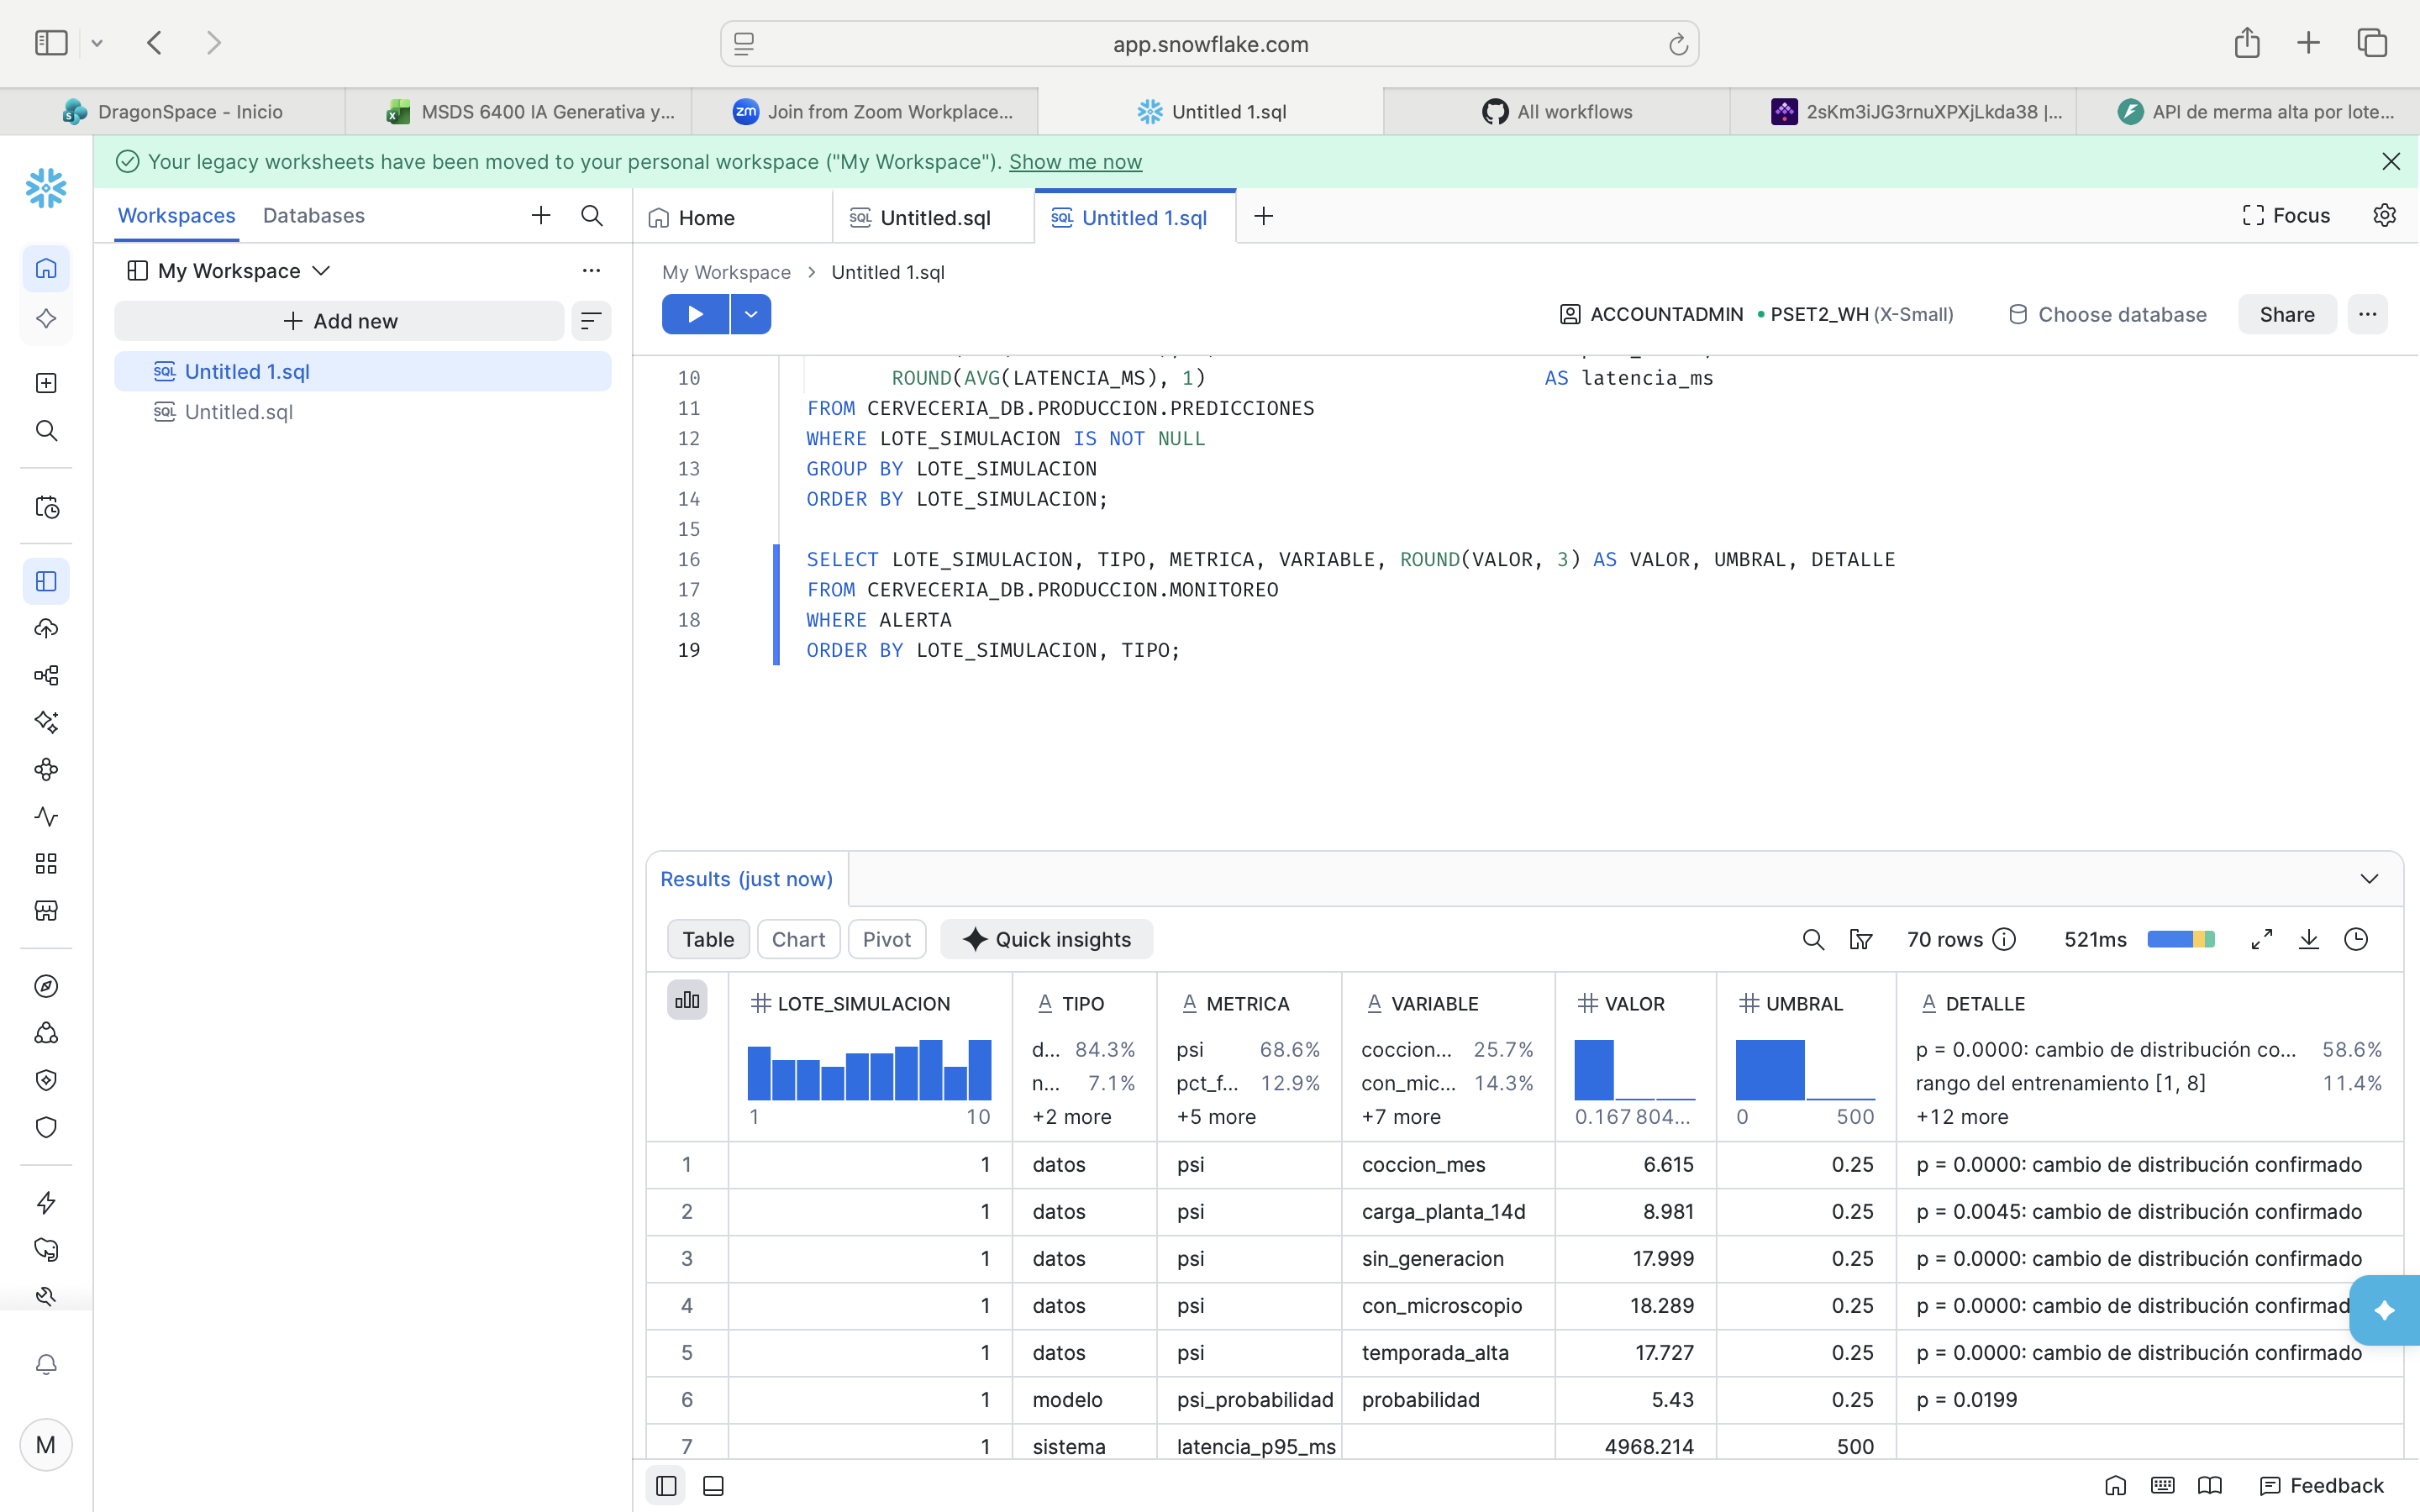 app.snowflake.com
DragonSpace - Inicio
MSDS 6400 IA Generativa y...
zm Join from Zoom Workplace...
Untitled 1.sql
All workflows
2sKm3iJG3rnuXPXjLkda38 |...
API de merma alta por lote...
Your legacy worksheets have been moved to your personal workspace ("My Workspace"). Show me now
Workspaces Databases
Home
SQL Untitled.sql
SQL Untitled 1.sql
Focus
My Workspace
Add new
SQL Untitled 1.sql
SQL Untitled.sql
My Workspace > Untitled 1.sql
ACCOUNTADMIN PSET2_WH (X-Small) Choose database Share
10 ROUND(AVG(LATENCIA_MS), 1) AS latencia_ms
11 FROM CERVECERIA_DB.PRODUCCION.PREDICCIONES
12 WHERE LOTE_SIMULACION IS NOT NULL
13 GROUP BY LOTE_SIMULACION
14 ORDER BY LOTE_SIMULACION;
15
16 SELECT LOTE_SIMULACION, TIPO, METRICA, VARIABLE, ROUND(VALOR, 3) AS VALOR, UMBRAL, DETALLE
17 FROM CERVECERIA_DB.PRODUCCION.MONITOREO
18 WHERE ALERTA
19 ORDER BY LOTE_SIMULACION, TIPO;
Results (just now)
Table Chart Pivot Quick insights 70 rows 521ms
# LOTE_SIMULACION A TIPO A METRICA A VARIABLE # VALOR # UMBRAL A DETALLE
d... 84.3% psi 68.6% coccion... 25.7% p = 0.0000: cambio de distribución co... 58.6%
n... 7.1% pct_f... 12.9% con_mic... 14.3% rango del entrenamiento [1, 8] 11.4%
1 10 +2 more +5 more +7 more 0.167 804... 0 500 +12 more
1 1 datos psi coccion_mes 6.615 0.25 p = 0.0000: cambio de distribución confirmado
2 1 datos psi carga_planta_14d 8.981 0.25 p = 0.0045: cambio de distribución confirmado
3 1 datos psi sin_generacion 17.999 0.25 p = 0.0000: cambio de distribución confirmado
4 1 datos psi con_microscopio 18.289 0.25 p = 0.0000: cambio de distribución confirmad
5 1 datos psi temporada_alta 17.727 0.25 p = 0.0000: cambio de distribución confirmado
6 1 modelo psi_probabilidad probabilidad 5.43 0.25 p = 0.0199
7 1 sistema latencia_p95_ms 4968.214 500
M
Feedback